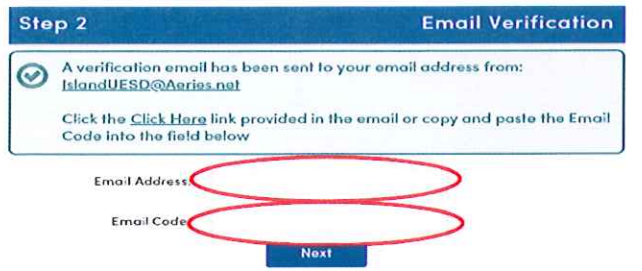 Step 2
Email Verification
A verification email has been sent to your email address from:
IslandUESD@Aeries.net
Click the Click Here link provided in the email or copy and paste the Email
Code into the field below
Email Address:
Email Code
Next